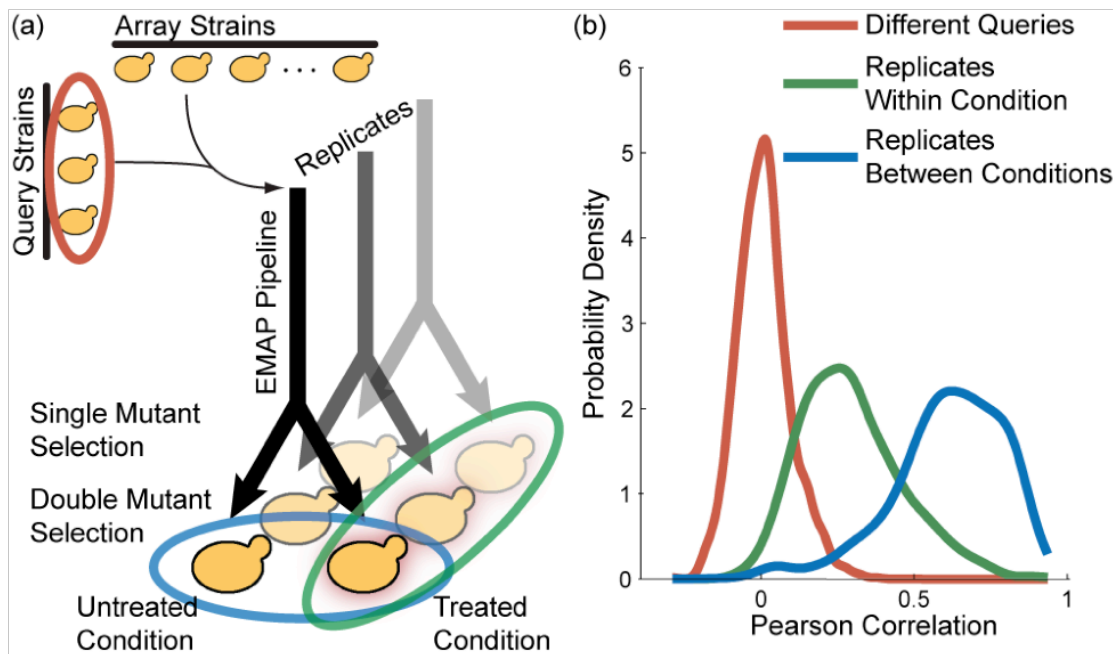 (a)
Array Strains
Query Strains
Replicates
EMAP Pipeline
Single Mutant
Selection
Double Mutant
Selection
Untreated
Condition
Treated
Condition
(b)
Different Queries
Replicates
Within Condition
Replicates
Between Conditions
Probability Density
6
5
4
3
2
1
0
0
0.5
1
Pearson Correlation